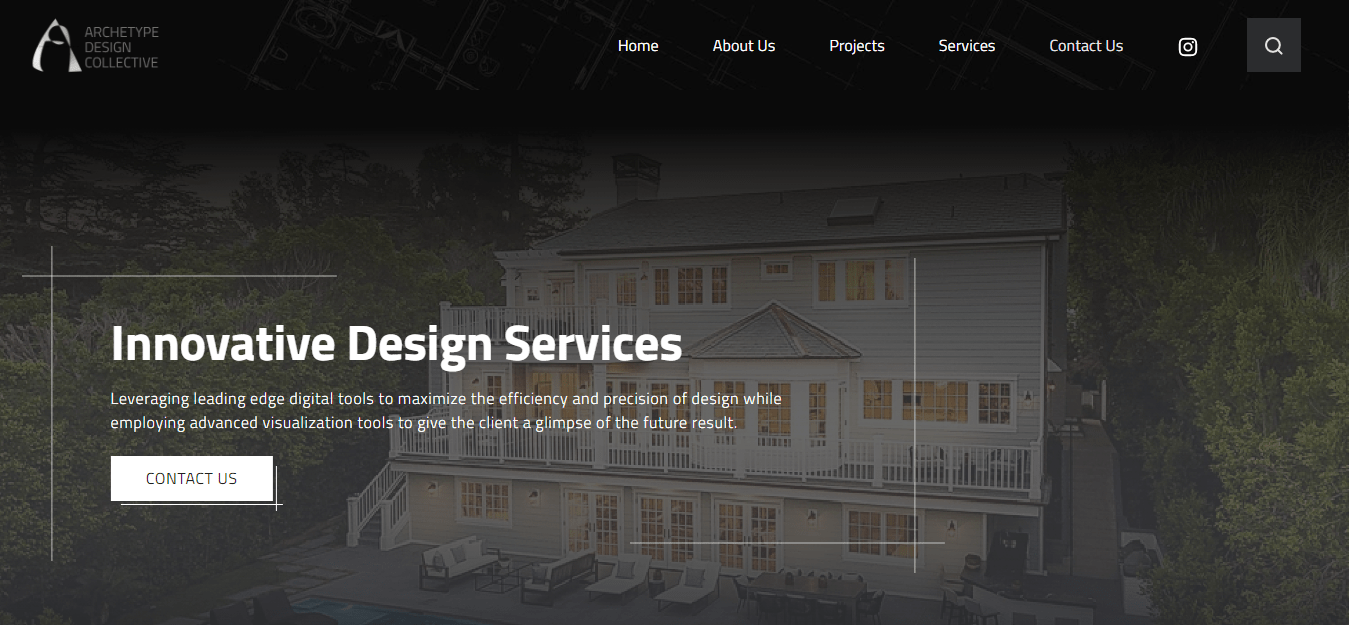 ARCHETYPE
DESIGN
COLLECTIVE
Home
About Us
Projects
Services
Contact Us
Innovative Design Services
Leveraging leading edge digital tools to maximize the efficiency and precision of design while
employing advanced visualization tools to give the client a glimpse of the future result.
CONTACT US